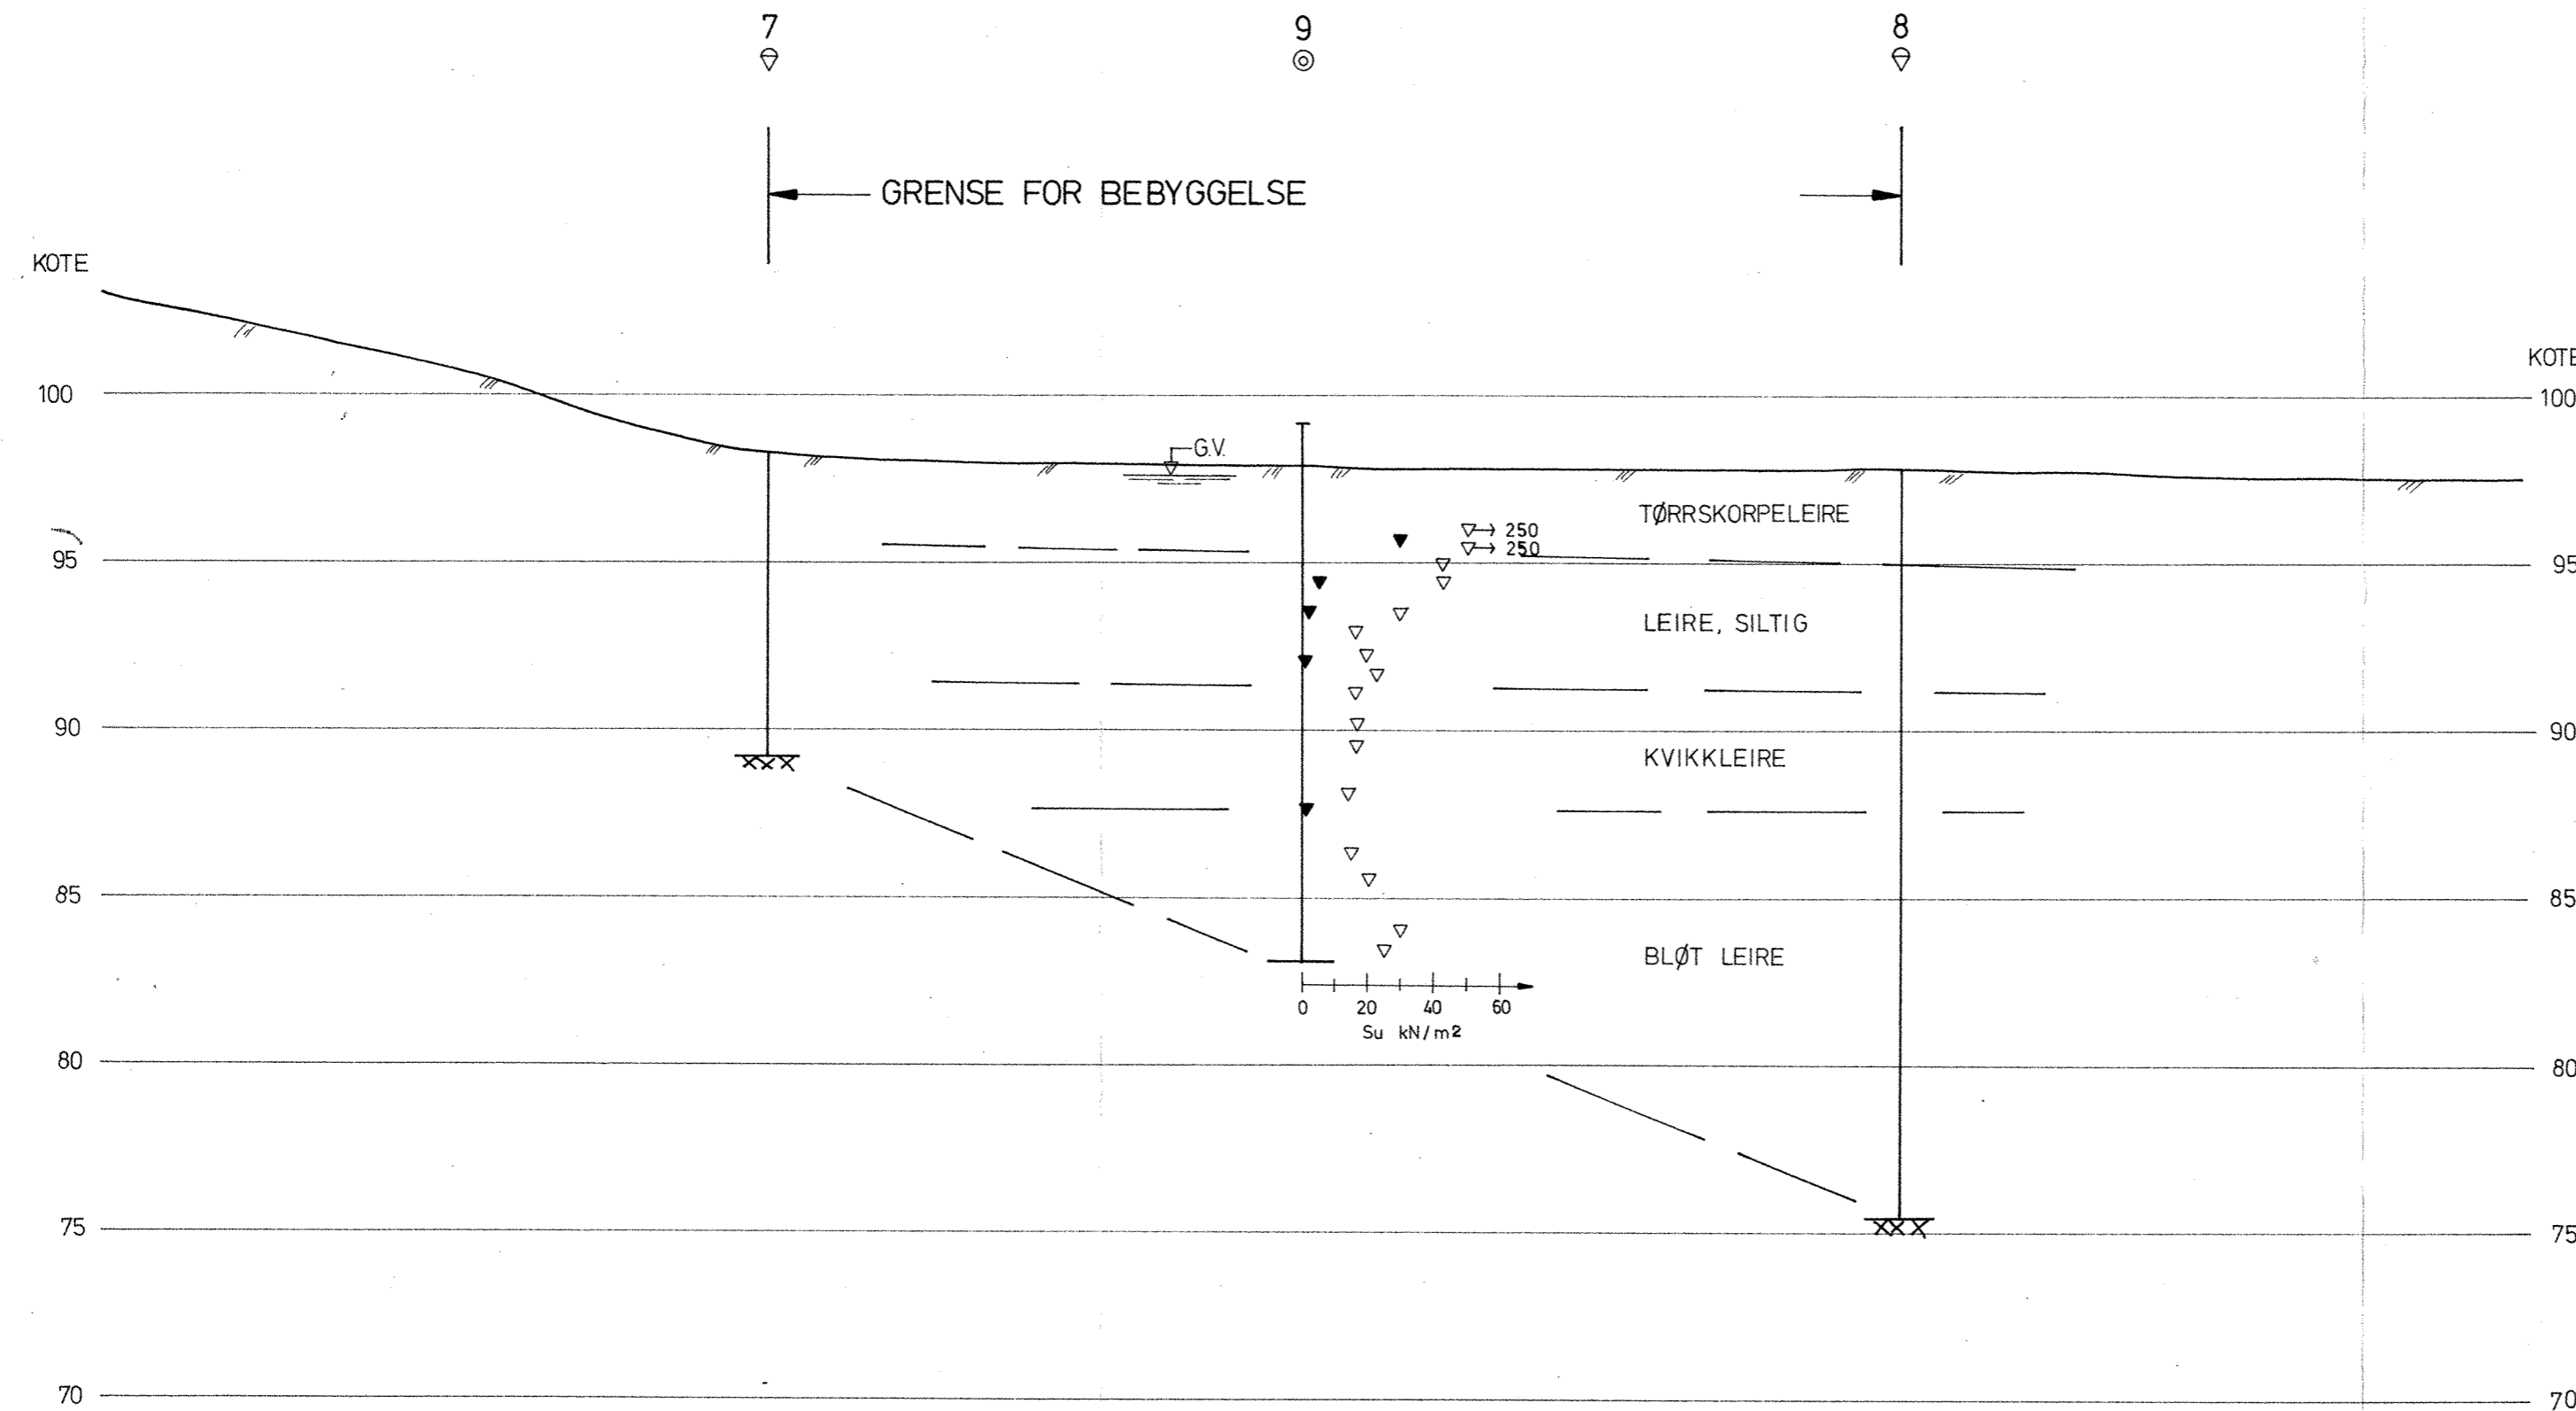 7 9 8
GRENSE FOR BEBYGGELSE
KOTE
KOTE
100 100
G.V.
TØRRSKORPELEIRE
250
250
95 95
LEIRE, SILTIG
90 90
KVIKKLEIRE
85 85
BLØT LEIRE
0 20 40 60
Su kN/m2
80 80
75 75
70 70